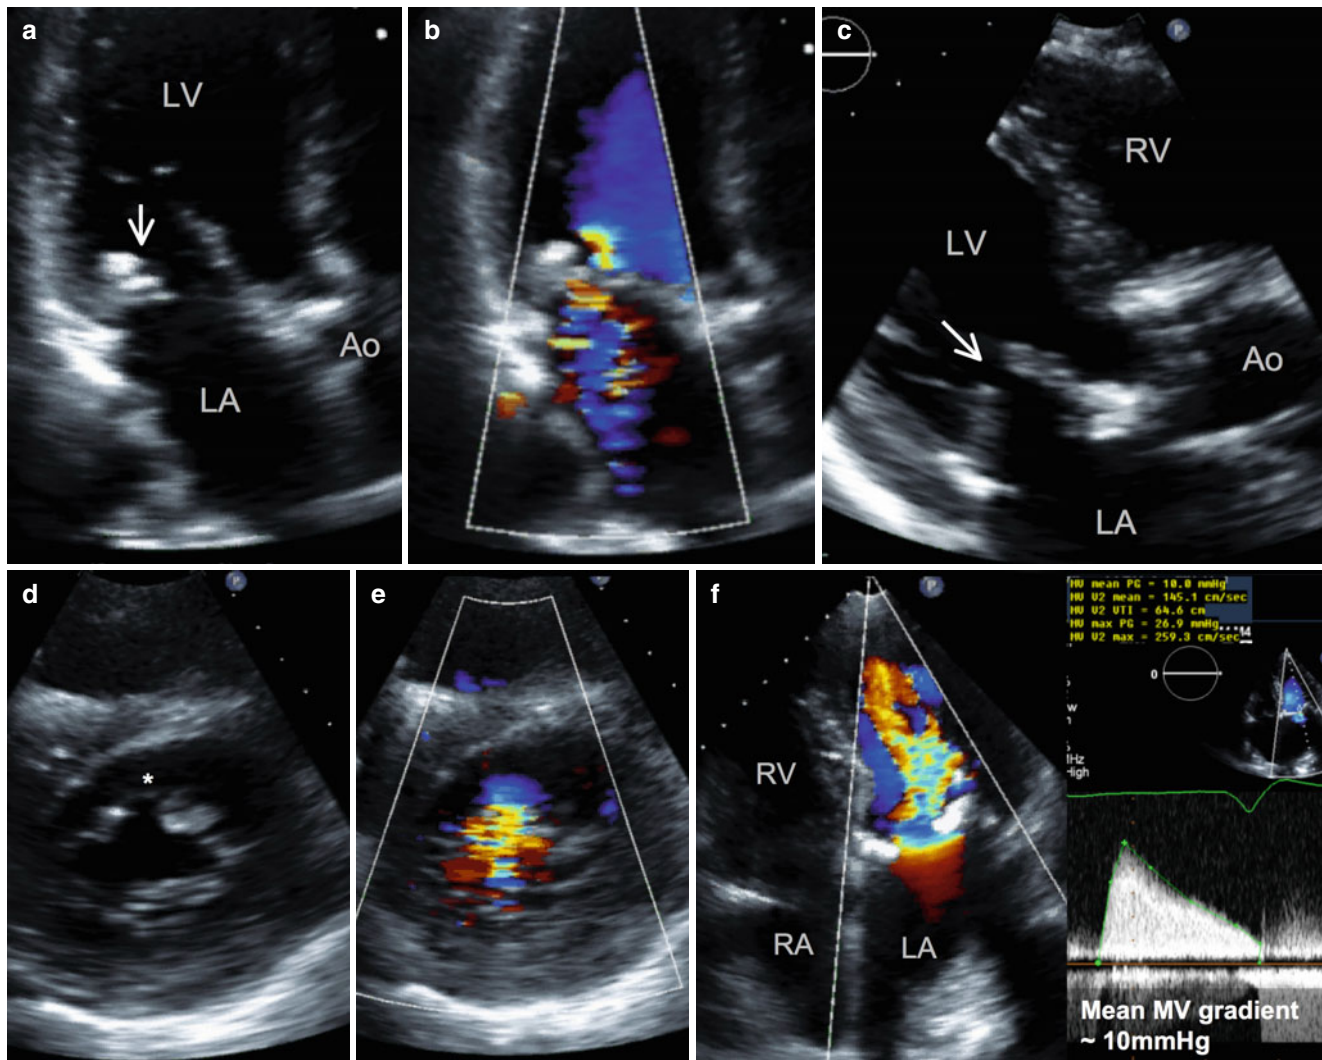 a
LV
LA
Ao
b
c
RV
LV
Ao
LA
d
*
e
f
RV
RA
LA
MV mean PG = 10.0 mmHg
MV V2 mean = 145.1 cm/sec
MV V2 VTI = 64.6 cm
MV max PG = 26.9 mmHg
MV V2 max = 259.3 cm/sec
M4
0
High
Mean MV gradient
~ 10mmHg